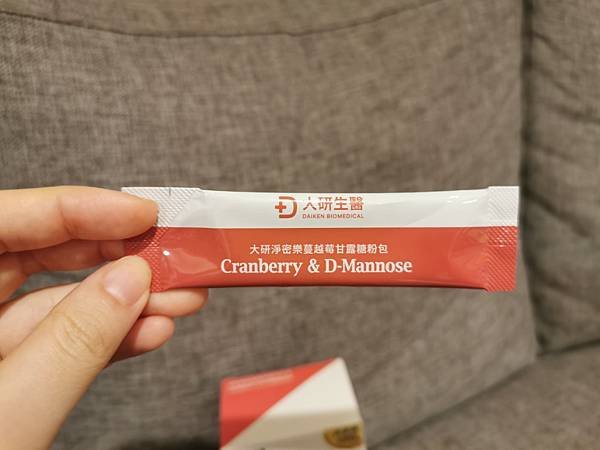 大研生醫
DAIKEN BIOMEDICAL
大研淨密樂蔓越莓甘露糖粉包
Cranberry & D-Mannose